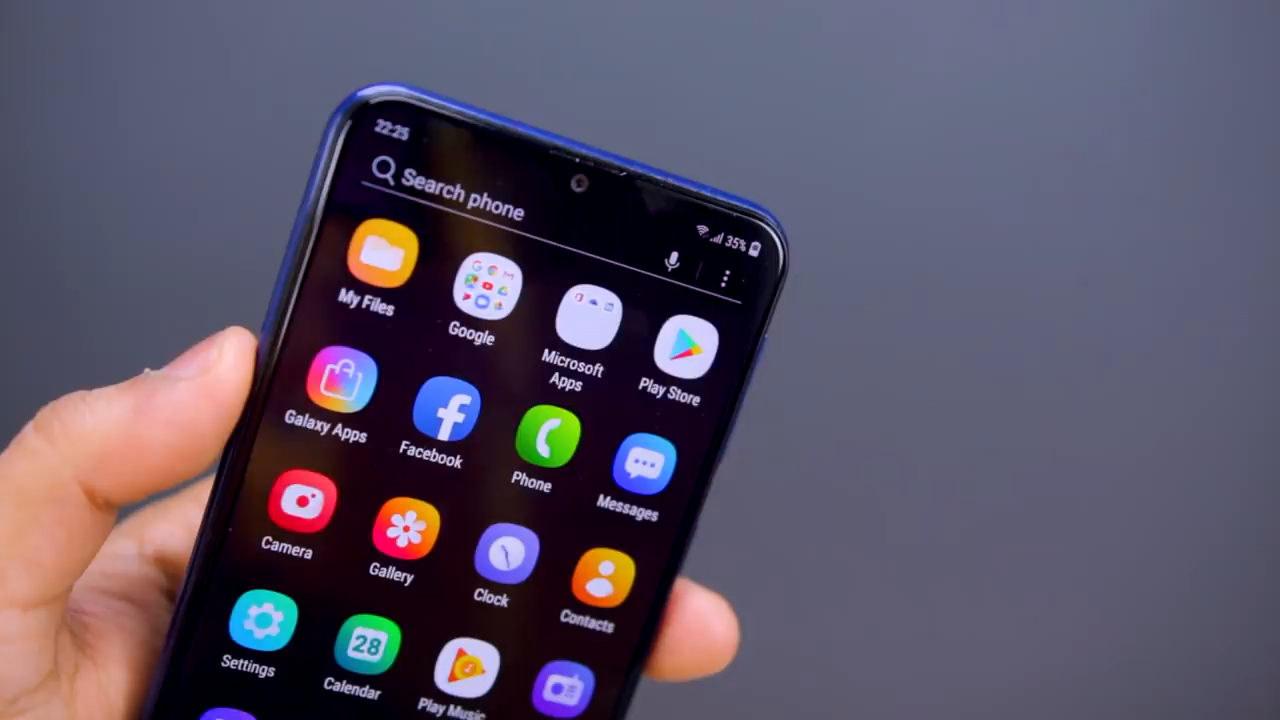 22:25
35%
Search phone
My Files
Google
Microsoft
Apps
Play Store
Galaxy Apps
Facebook
Phone
Messages
Camera
Gallery
Clock
Contacts
Settings
28
Calendar
Play Music